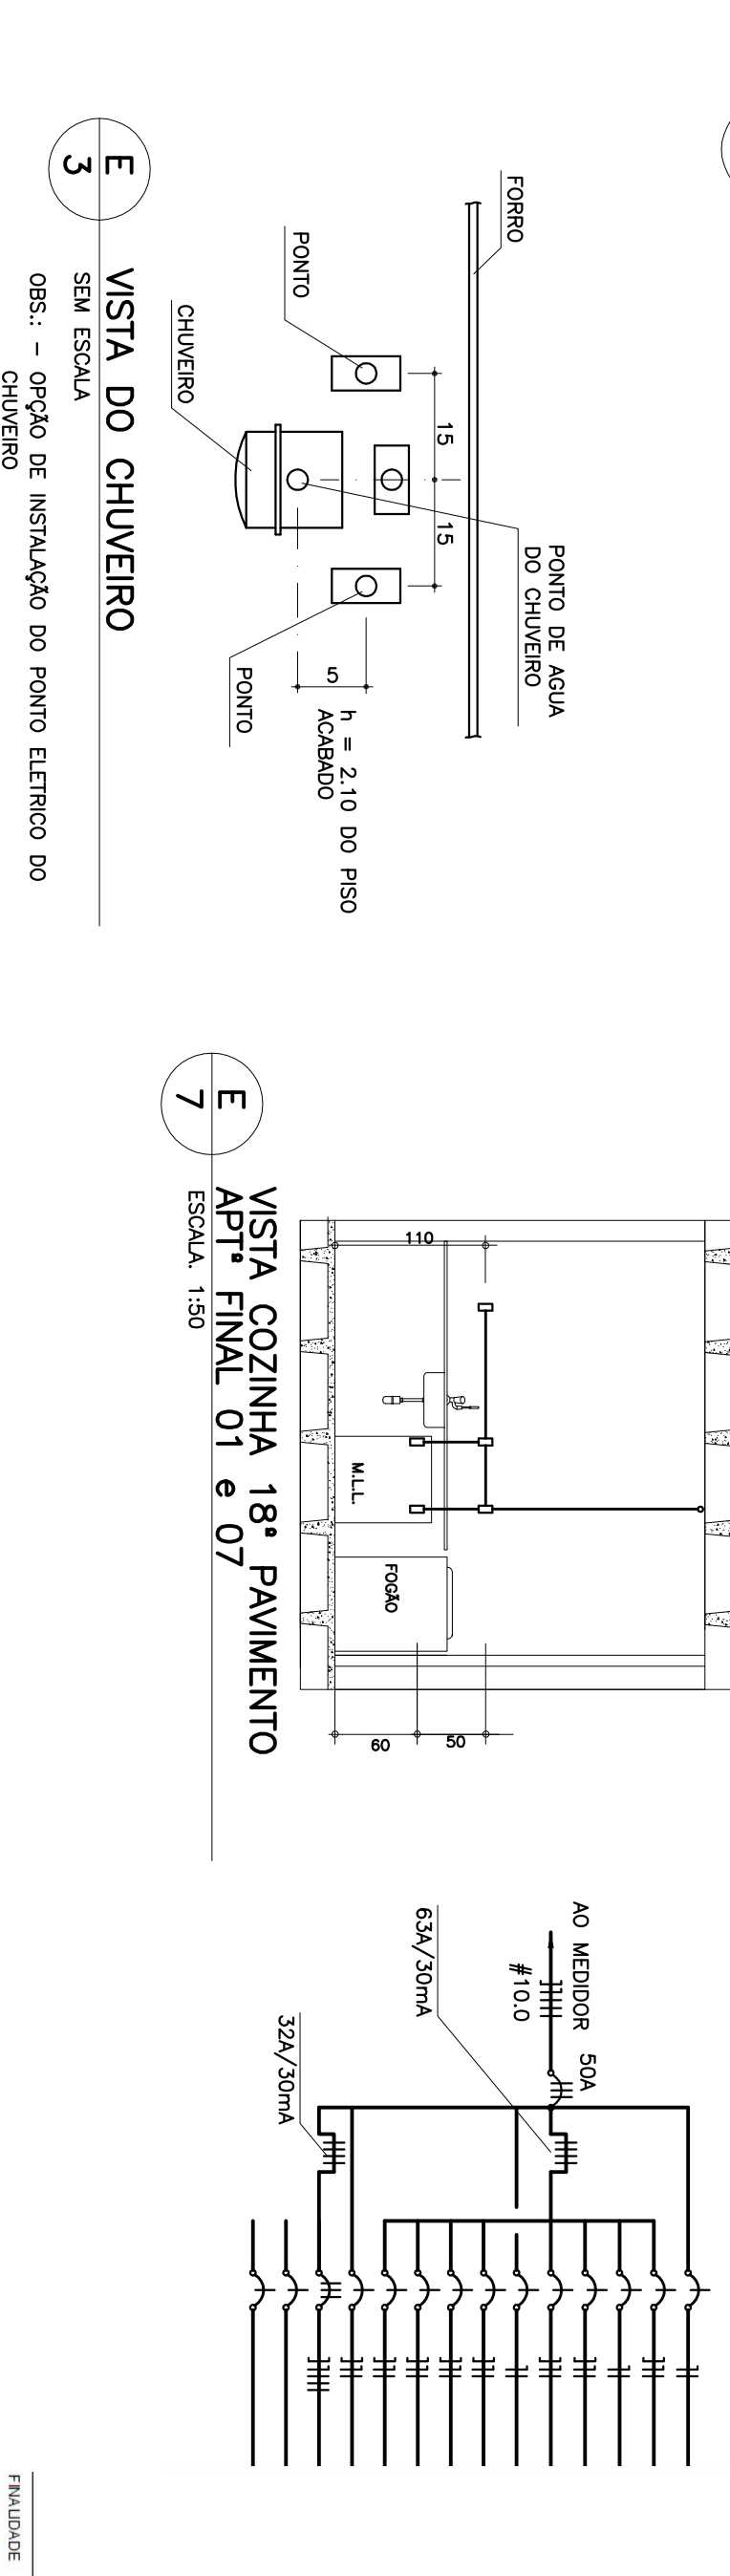 FORRO
PONTO
CHUVEIRO
15
15
PONTO DE AGUA
DO CHUVEIRO
PONTO
5
h = 2.10 DO PISO
ACABADO
E
3
VISTA DO CHUVEIRO
SEM ESCALA
OBS.: - OPÇÃO DE INSTALAÇÃO DO PONTO ELETRICO DO
CHUVEIRO
110
M.L.L.
FOGÃO
60
50
E
7
VISTA COZINHA 18º PAVIMENTO
APTº FINAL 01 e 07
ESCALA. 1:50
AO MEDIDOR
50A
#10.0
63A/30mA
32A/30mA
FINALIDADE